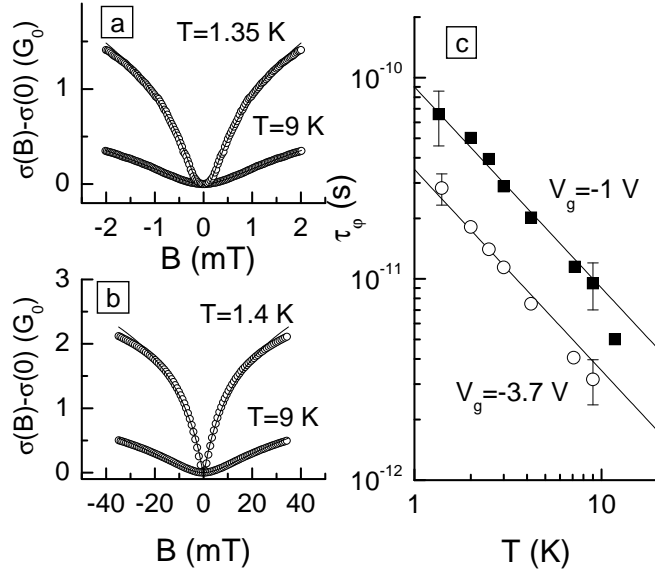 a
T=1.35 K
T=9 K
σ(B)-σ(0) (G₀)
1
0
-2 -1 0 1 2
B (mT)
b
T=1.4 K
T=9 K
σ(B)-σ(0) (G₀)
3
2
1
0
-40 -20 0 20 40
B (mT)
c
τφ (s)
10⁻¹⁰
10⁻¹¹
10⁻¹²
V_g=-1 V
V_g=-3.7 V
1 10
T (K)